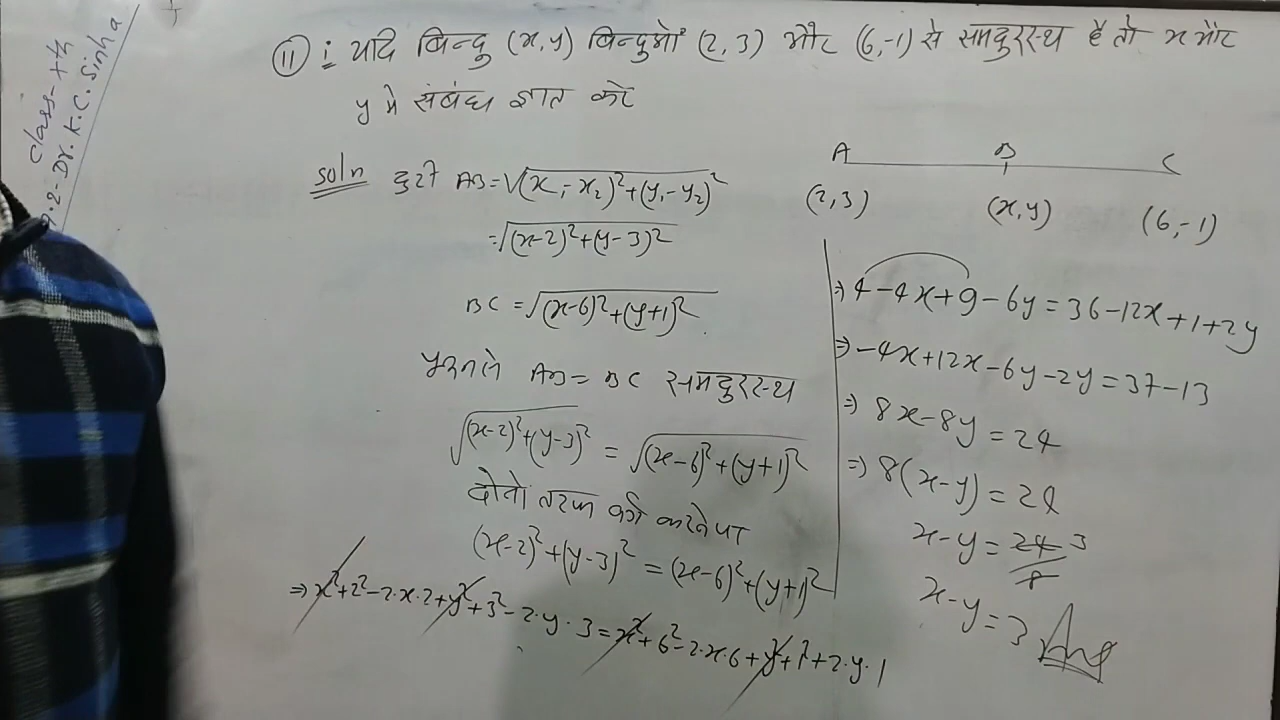 Class - xth
9.2 - Dr. K.C. Sinha
(11) : यदि बिन्दु (x, y) बिन्दुओं (2, 3) और (6, -1) से समदुरस्थ हैं तो x और
y मे संबंध ज्ञात करे
A B C
(2, 3) (x, y) (6, -1)
soln दुरी AB = √(x₁ - x₂)² + (y₁ - y₂)²
= √(x-2)² + (y-3)²
BC = √(x-6)² + (y+1)²
AB = BC समदुरस्थ
√(x-2)² + (y-3)² = √(x-6)² + (y+1)²
दोनो तरफ वर्ग करने पर
(x-2)² + (y-3)² = (x-6)² + (y+1)²
⇒ x² + 2² - 2·x·2 + y² + 3² - 2·y·3 = x² + 6² - 2·x·6 + y² + 1² + 2·y·1
⇒ 4 - 4x + 9 - 6y = 36 - 12x + 1 + 2y
⇒ -4x + 12x - 6y - 2y = 37 - 13
⇒ 8x - 8y = 24
⇒ 8(x - y) = 24
x - y = 24/8 3
x - y = 3 Ans